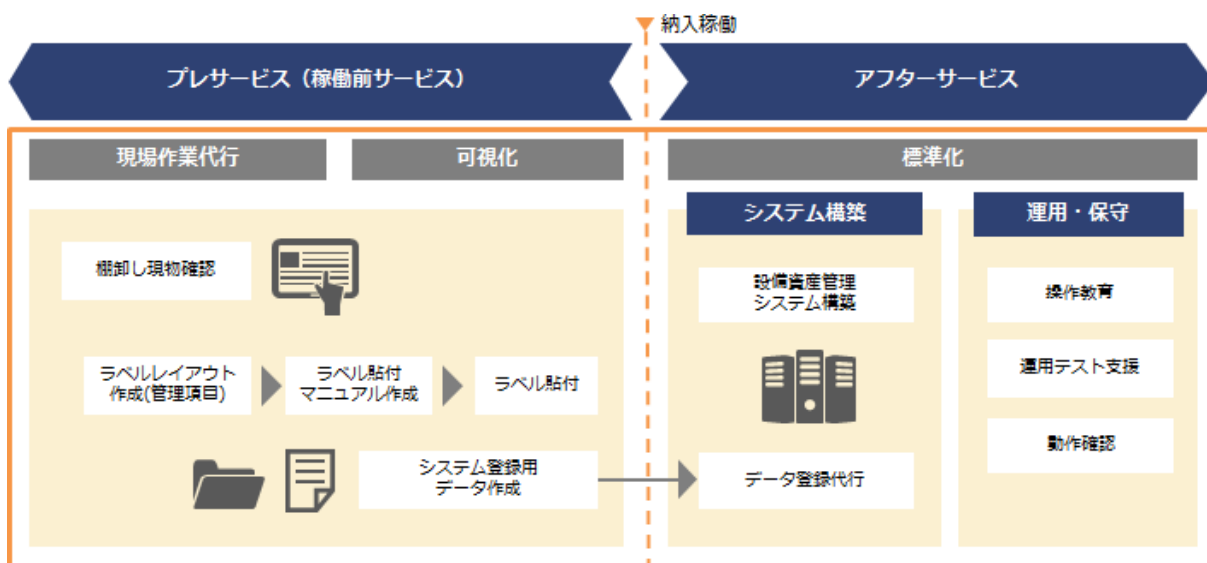 納入稼働
プレサービス（稼働前サービス）
アフターサービス
現場作業代行
可視化
標準化
システム構築
運用・保守
棚卸し現物確認
設備資産管理
システム構築
操作教育
ラベルレイアウト
作成(管理項目)
ラベル貼付
マニュアル作成
ラベル貼付
運用テスト支援
動作確認
システム登録用
データ作成
データ登録代行